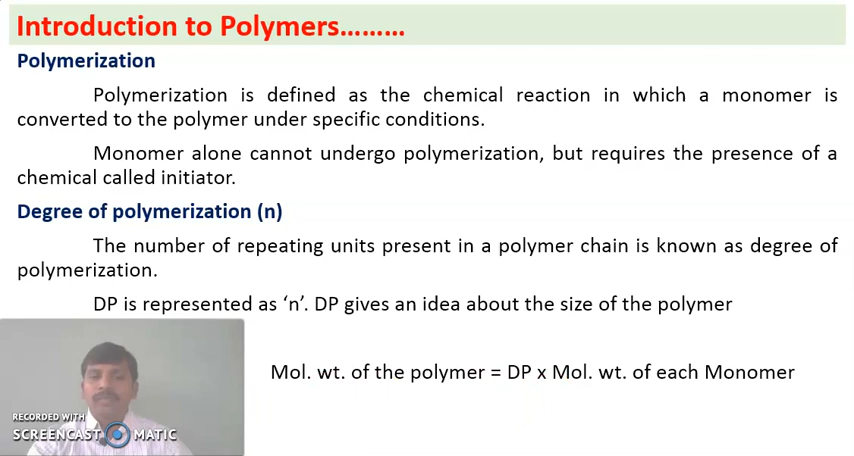 Introduction to Polymers.........
Polymerization
Polymerization is defined as the chemical reaction in which a monomer is
converted to the polymer under specific conditions.
Monomer alone cannot undergo polymerization, but requires the presence of a
chemical called initiator.
Degree of polymerization (n)
The number of repeating units present in a polymer chain is known as degree of
polymerization.
DP is represented as ‘n’. DP gives an idea about the size of the polymer
Mol. wt. of the polymer = DP x Mol. wt. of each Monomer
RECORDED WITH
SCREENCAST MATIC